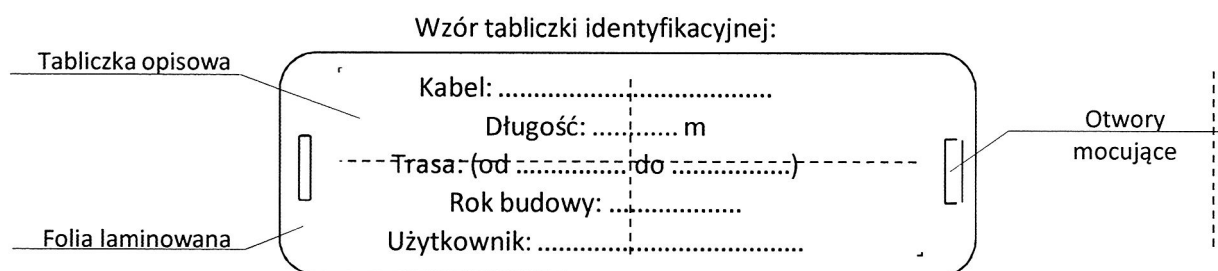 Wzór tabliczki identyfikacyjnej:
Tabliczka opisowa
Kabel: ......................................
Długość: ............ m
Otwory
mocujące
Trasa: (od ................ do .................)
Rok budowy: ...................
Folia laminowana
Użytkownik: .....................................